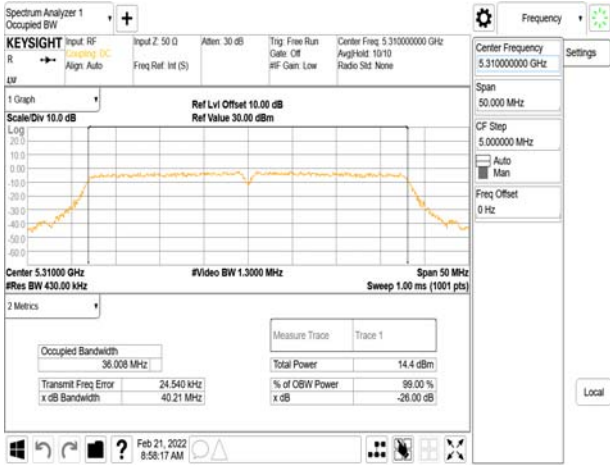 Spectrum Analyzer 1
Occupied BW
+
Frequency
KEYSIGHT Input: RF Input Z: 50 Ω Atten: 30 dB Trig: Free Run Center Freq: 5.310000000 GHz
R Coupling: DC Gate: Off Avg|Hold: 10/10
Align: Auto Freq Ref: Int (S) #IF Gain: Low Radio Std: None
Center Frequency
5.310000000 GHz
Settings
Span
50.000 MHz
CF Step
5.000000 MHz
Auto
Man
Freq Offset
0 Hz
Local
1 Graph
Ref Lvl Offset 10.00 dB
Scale/Div 10.0 dB Ref Value 30.00 dBm
Log
20.0
10.0
0.00
-10.0
-20.0
-30.0
-40.0
-50.0
-60.0
Center 5.31000 GHz #Video BW 1.3000 MHz Span 50 MHz
#Res BW 430.00 kHz Sweep 1.00 ms (1001 pts)
2 Metrics
Measure Trace Trace 1
Occupied Bandwidth
36.008 MHz
Total Power 14.4 dBm
Transmit Freq Error 24.540 kHz % of OBW Power 99.00 %
x dB Bandwidth 40.21 MHz x dB -26.00 dB
? Feb 21, 2022
8:58:17 AM